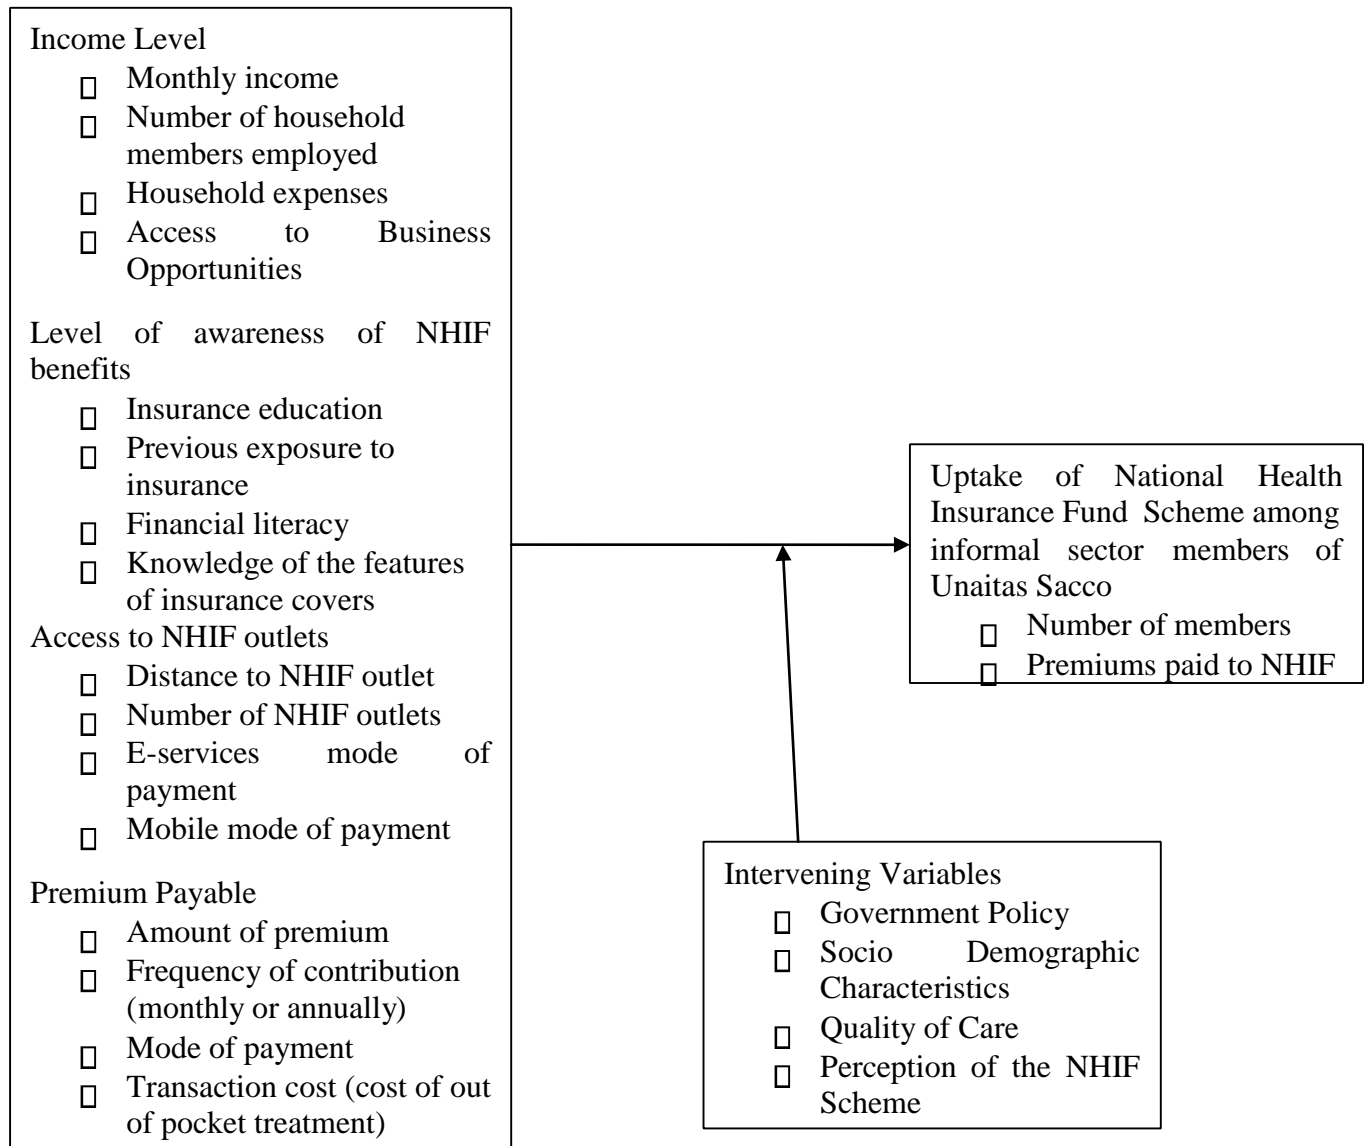 Income Level
Monthly income
Number of household
members employed
Household expenses
Access to Business
Opportunities
Level of awareness of NHIF
benefits
Insurance education
Previous exposure to
insurance
Financial literacy
Knowledge of the features
of insurance covers
Access to NHIF outlets
Distance to NHIF outlet
Number of NHIF outlets
E-services mode of
payment
Mobile mode of payment
Premium Payable
Amount of premium
Frequency of contribution
(monthly or annually)
Mode of payment
Transaction cost (cost of out
of pocket treatment)
Uptake of National Health
Insurance Fund Scheme among
informal sector members of
Unaitas Sacco
Number of members
Premiums paid to NHIF
Intervening Variables
Government Policy
Socio Demographic
Characteristics
Quality of Care
Perception of the NHIF
Scheme